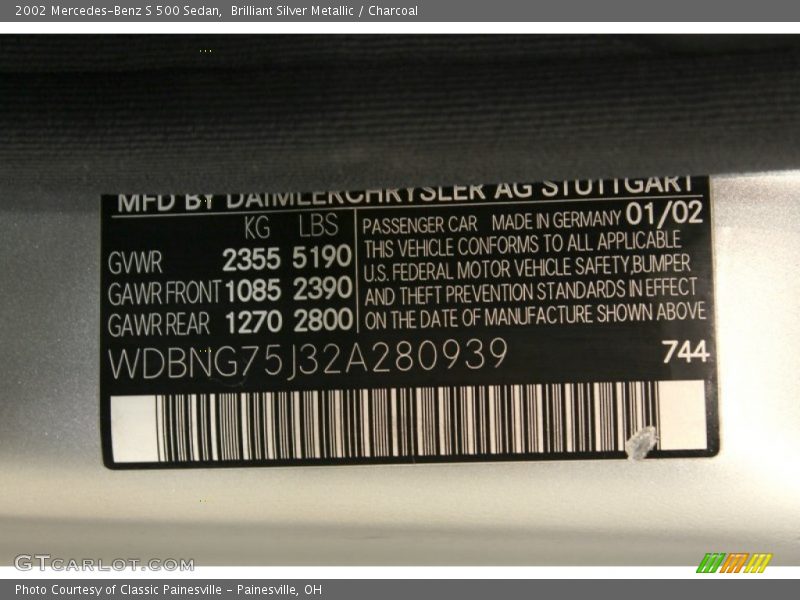 2002 Mercedes-Benz S 500 Sedan,  Brilliant Silver Metallic / Charcoal
MFD BY DAIMLERCHRYSLER AG STUTTGART
KG LBS
GVWR 2355 5190
GAWR FRONT 1085 2390
GAWR REAR 1270 2800
PASSENGER CAR MADE IN GERMANY 01/02
THIS VEHICLE CONFORMS TO ALL APPLICABLE
U.S. FEDERAL MOTOR VEHICLE SAFETY,BUMPER
AND THEFT PREVENTION STANDARDS IN EFFECT
ON THE DATE OF MANUFACTURE SHOWN ABOVE
WDBNG75J32A280939 744
GTCARLOT.COM
Photo Courtesy of Classic Painesville - Painesville, OH